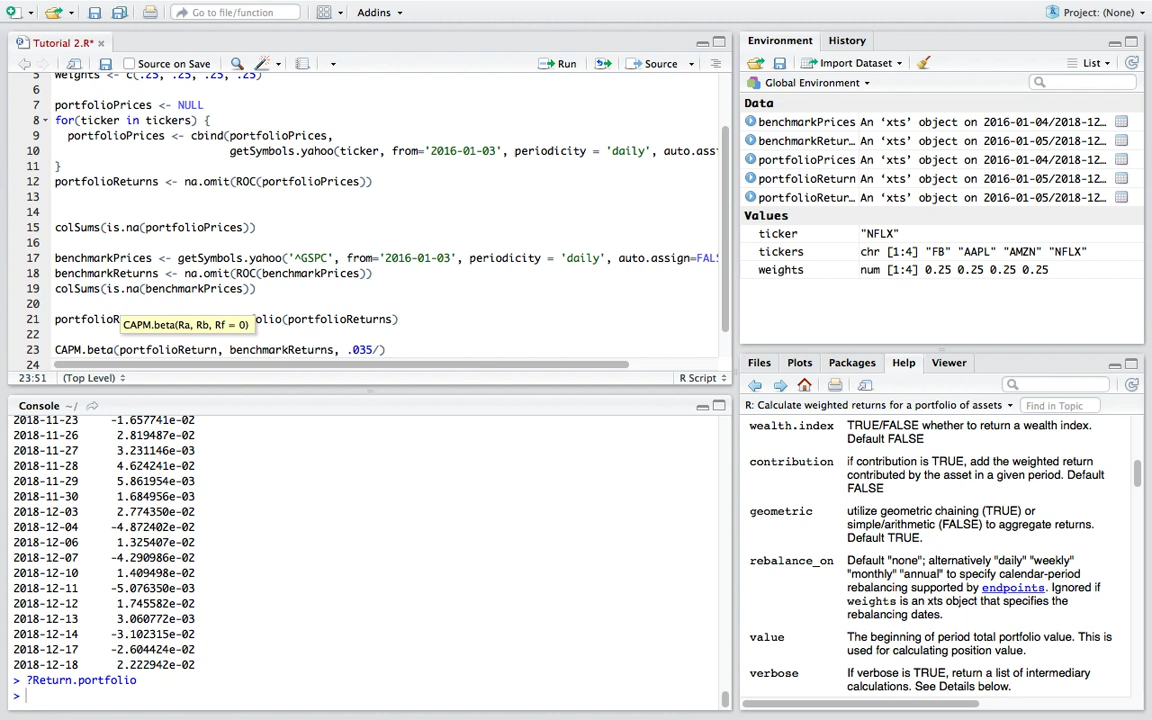 Go to file/function
Addins
Project: (None)
Tutorial 2.R*
Source on Save
Run
Source
5 weights <- c(.25, .25, .25, .25)
6
7 portfolioPrices <- NULL
8 for(ticker in tickers) {
9 portfolioPrices <- cbind(portfolioPrices,
10 getSymbols.yahoo(ticker, from='2016-01-03', periodicity = 'daily', auto.ass
11 }
12 portfolioReturns <- na.omit(ROC(portfolioPrices))
13
14
15 colSums(is.na(portfolioPrices))
16
17 benchmarkPrices <- getSymbols.yahoo('^GSPC', from='2016-01-03', periodicity = 'daily', auto.assign=FALS
18 benchmarkReturns <- na.omit(ROC(benchmarkPrices))
19 colSums(is.na(benchmarkPrices))
20
21 portfolioR
olio(portfolioReturns)
CAPM.beta(Ra, Rb, Rf = 0)
22
23 CAPM.beta(portfolioReturn, benchmarkReturns, .035/)
24
23:51 (Top Level) R Script
Console ~/
2018-11-23 -1.657741e-02
2018-11-26 2.819487e-02
2018-11-27 3.231146e-03
2018-11-28 4.624241e-02
2018-11-29 5.861954e-03
2018-11-30 1.684956e-03
2018-12-03 2.774350e-02
2018-12-04 -4.872402e-02
2018-12-06 1.325407e-02
2018-12-07 -4.290986e-02
2018-12-10 1.409498e-02
2018-12-11 -5.076350e-03
2018-12-12 1.745582e-02
2018-12-13 3.060772e-03
2018-12-14 -3.102315e-02
2018-12-17 -2.604424e-02
2018-12-18 2.222942e-02
> ?Return.portfolio
>
Environment History
Import Dataset List
Global Environment
Data
benchmarkPrices An ‘xts’ object on 2016-01-04/2018-12…
benchmarkRetur… An ‘xts’ object on 2016-01-05/2018-12…
portfolioPrices An ‘xts’ object on 2016-01-04/2018-12…
portfolioReturn An ‘xts’ object on 2016-01-05/2018-12…
portfolioRetur… An ‘xts’ object on 2016-01-05/2018-12…
Values
ticker "NFLX"
tickers chr [1:4] "FB" "AAPL" "AMZN" "NFLX"
weights num [1:4] 0.25 0.25 0.25 0.25
Files Plots Packages Help Viewer
R: Calculate weighted returns for a portfolio of assets Find in Topic
wealth.index TRUE/FALSE whether to return a wealth index.
Default FALSE
contribution if contribution is TRUE, add the weighted return
contributed by the asset in a given period. Default
FALSE
geometric utilize geometric chaining (TRUE) or
simple/arithmetic (FALSE) to aggregate returns.
Default TRUE.
rebalance_on Default "none"; alternatively "daily" "weekly"
"monthly" "annual" to specify calendar-period
rebalancing supported by endpoints. Ignored if
weights is an xts object that specifies the
rebalancing dates.
value The beginning of period total portfolio value. This is
used for calculating position value.
verbose If verbose is TRUE, return a list of intermediary
calculations. See Details below.